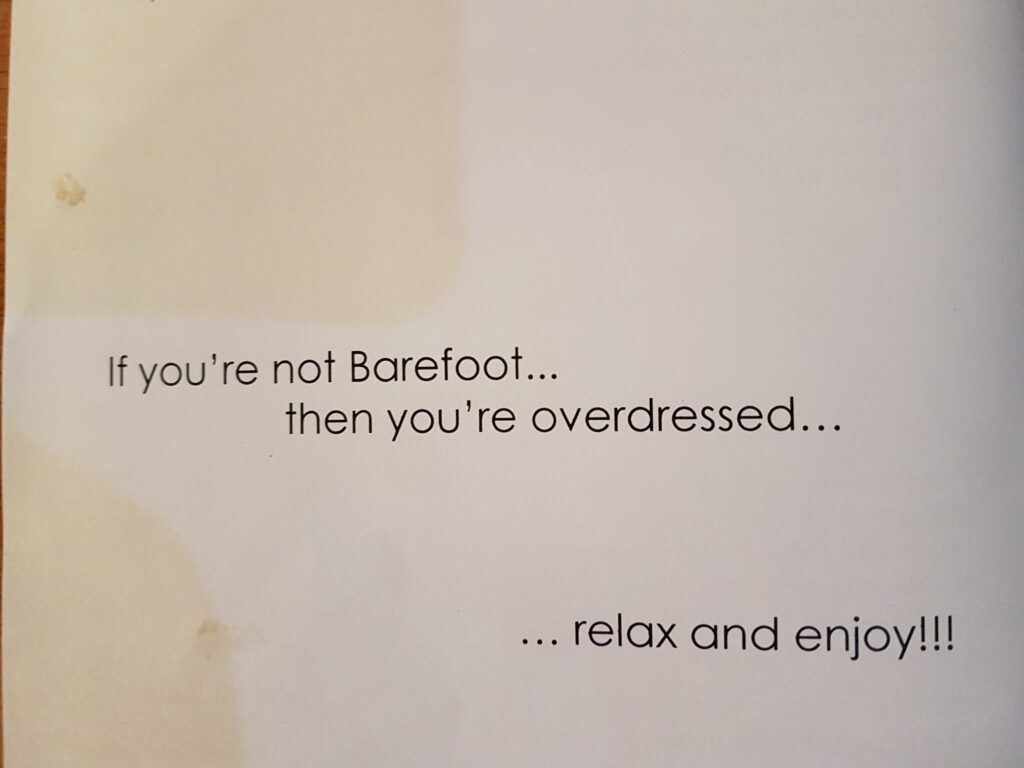 If you're not Barefoot...
then you're overdressed...
... relax and enjoy!!!